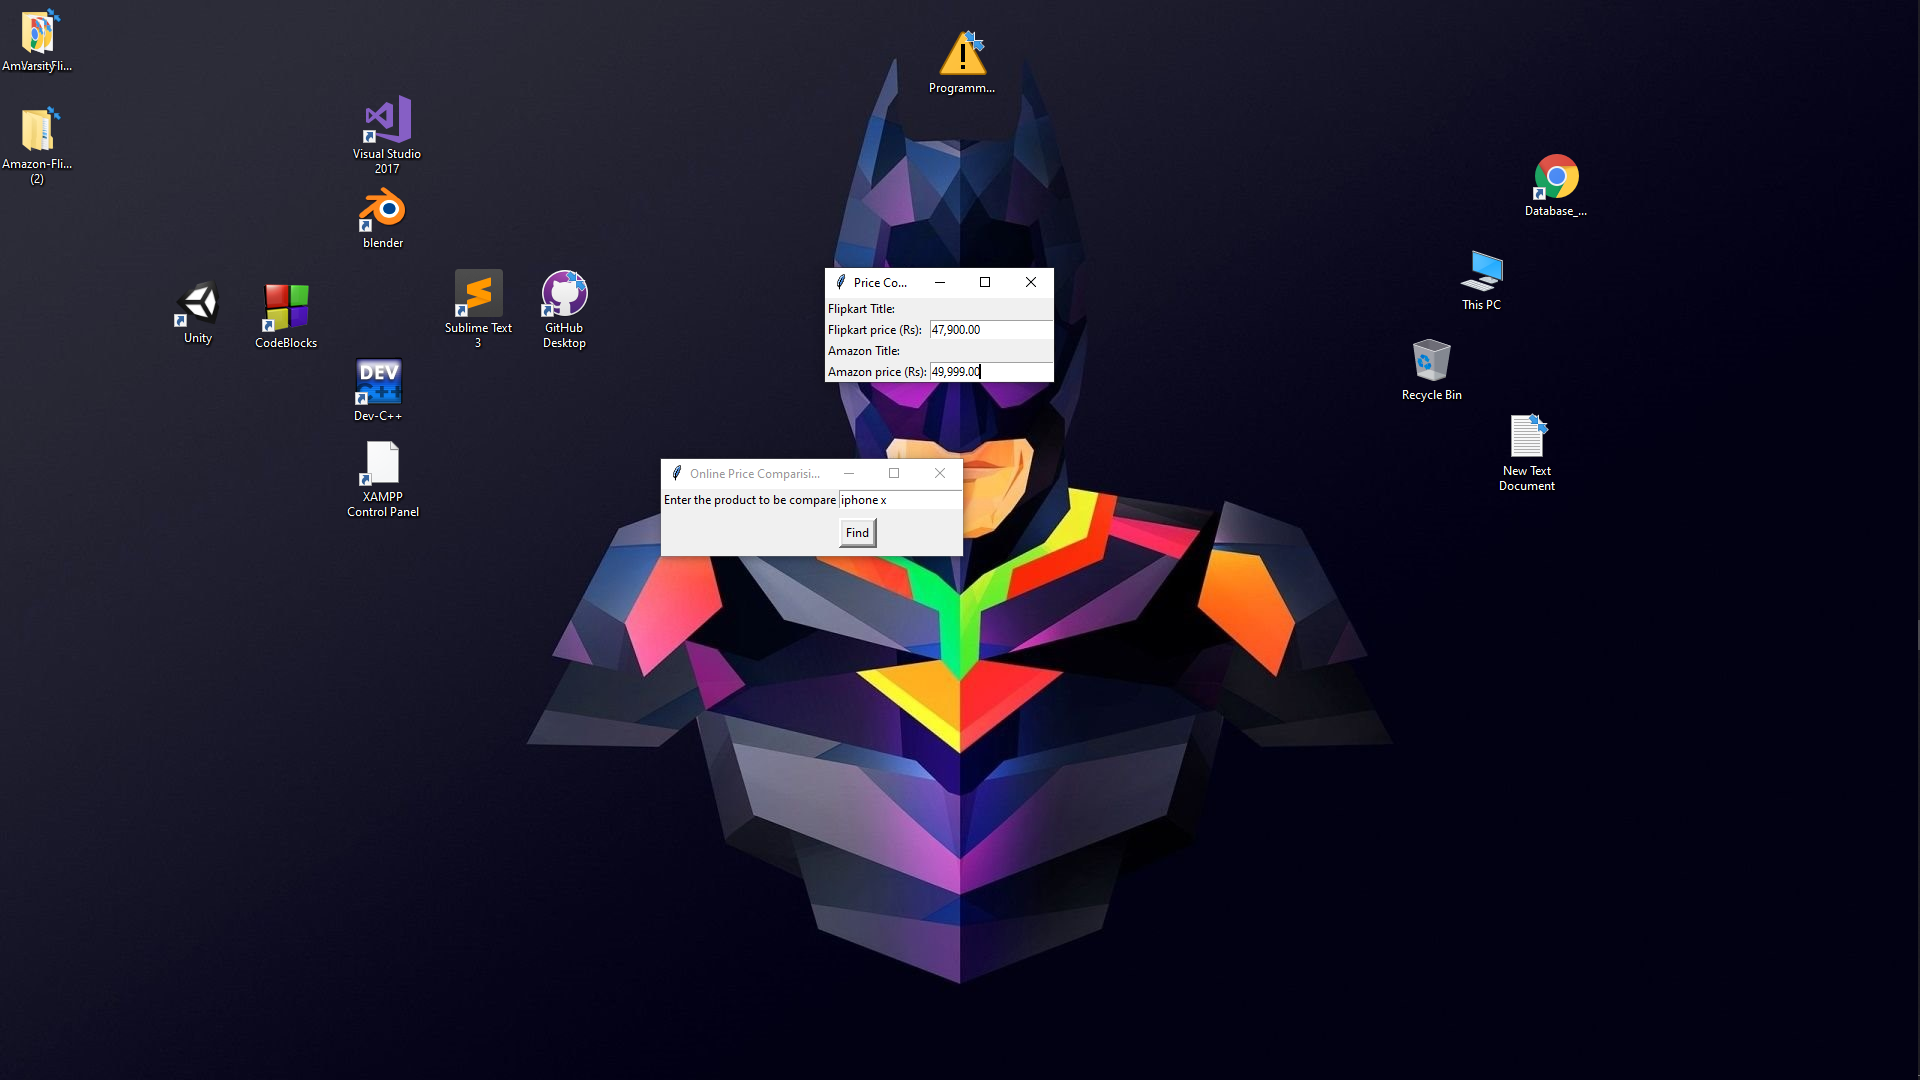 AmVarsityFli...
Amazon-Fli...
(2)
Programm...
Visual Studio
2017
blender
Unity
CodeBlocks
Sublime Text
3
GitHub
Desktop
DEV
C++
Dev-C++
XAMPP
Control Panel
Database_...
This PC
Recycle Bin
New Text
Document
Price Co...
Flipkart Title:
Flipkart price (Rs): 47,900.00
Amazon Title:
Amazon price (Rs): 49,999.00
Online Price Comparisi...
Enter the product to be compare iphone x
Find